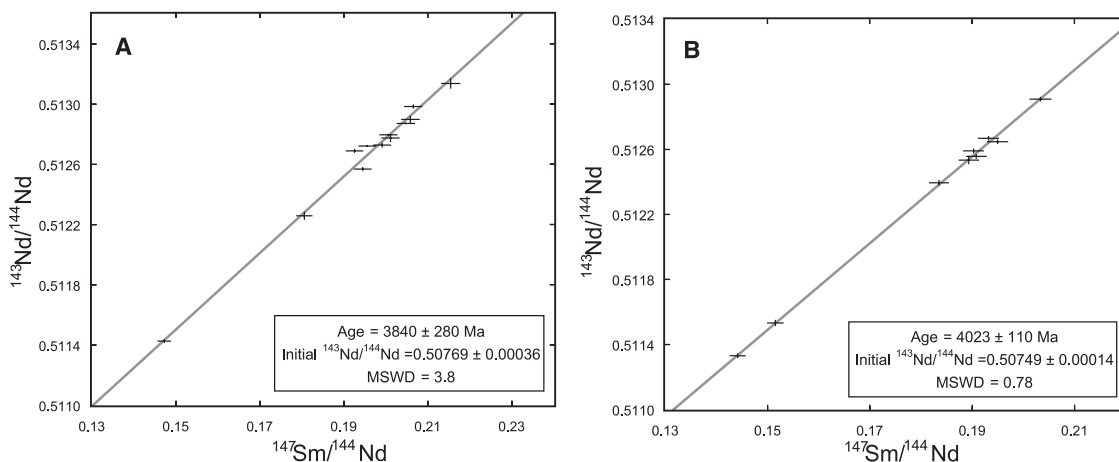 A
0.5134
0.5130
0.5126
0.5122
0.5118
0.5114
0.5110
143Nd/144Nd
0.13 0.15 0.17 0.19 0.21 0.23
147Sm/144Nd
Age = 3840 ± 280 Ma
Initial 143Nd/144Nd = 0.50769 ± 0.00036
MSWD = 3.8
B
0.5134
0.5130
0.5126
0.5122
0.5118
0.5114
0.5110
143Nd/144Nd
0.13 0.15 0.17 0.19 0.21
147Sm/144Nd
Age = 4023 ± 110 Ma
Initial 143Nd/144Nd =0.50749 ± 0.00014
MSWD = 0.78